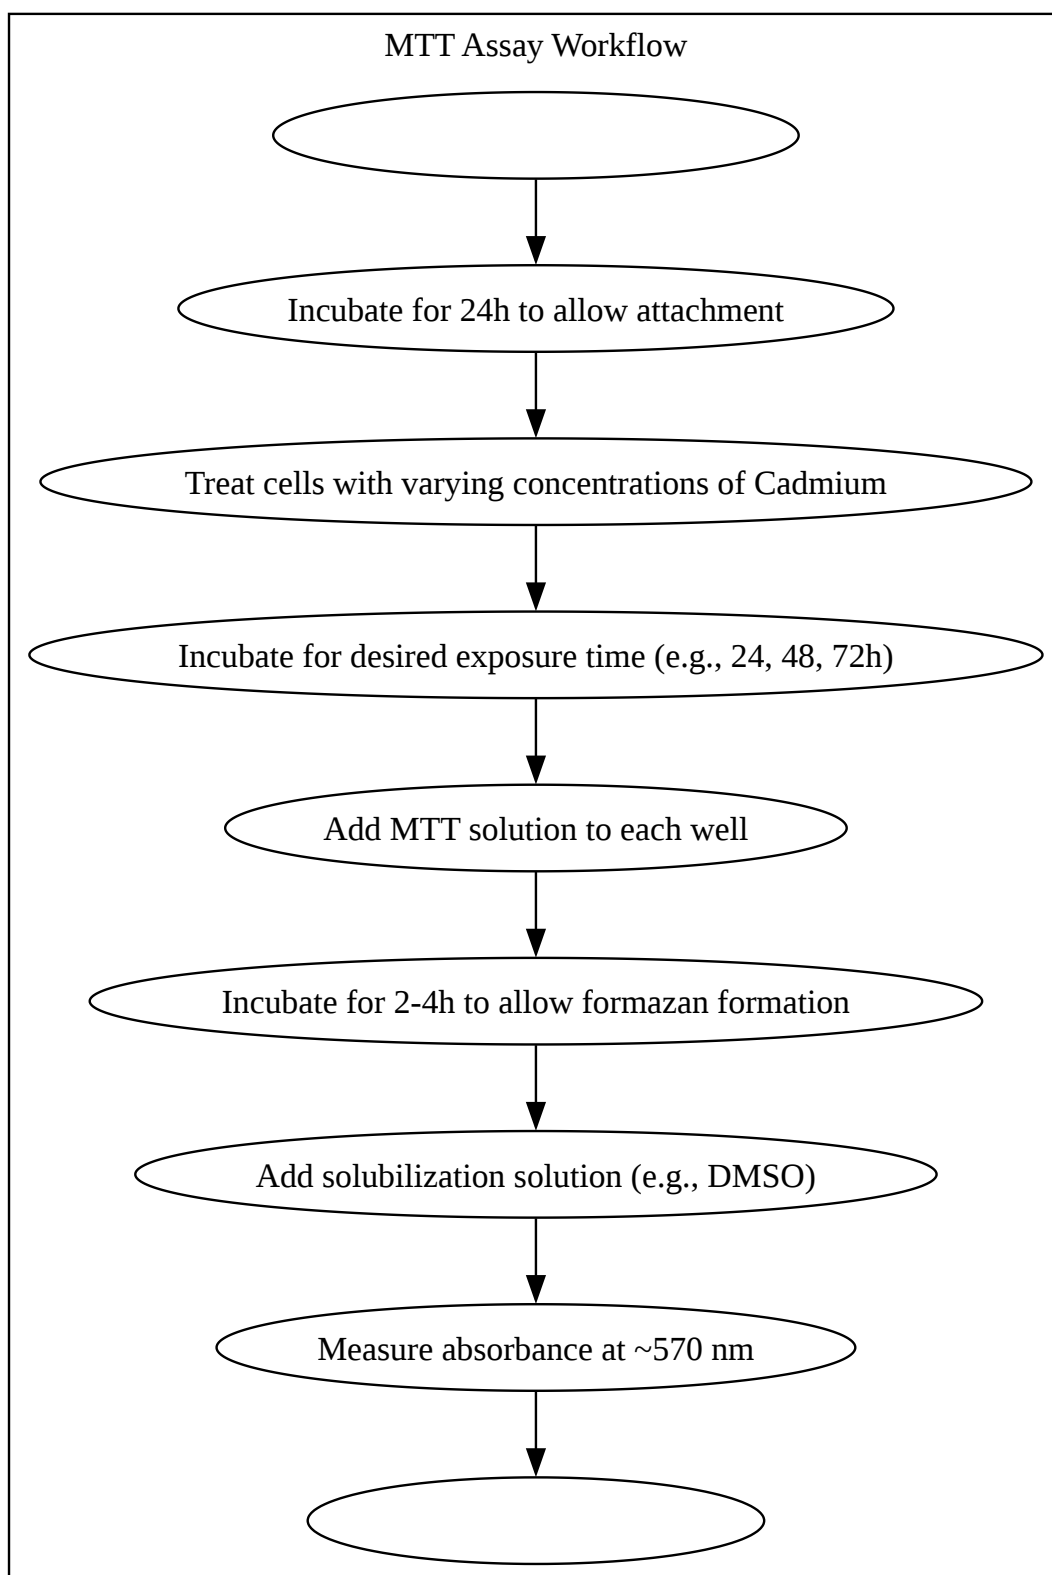 MTT Assay Workflow
Incubate for 24h to allow attachment
Treat cells with varying concentrations of Cadmium
Incubate for desired exposure time (e.g., 24, 48, 72h)
Add MTT solution to each well
Incubate for 2-4h to allow formazan formation
Add solubilization solution (e.g., DMSO)
Measure absorbance at ~570 nm